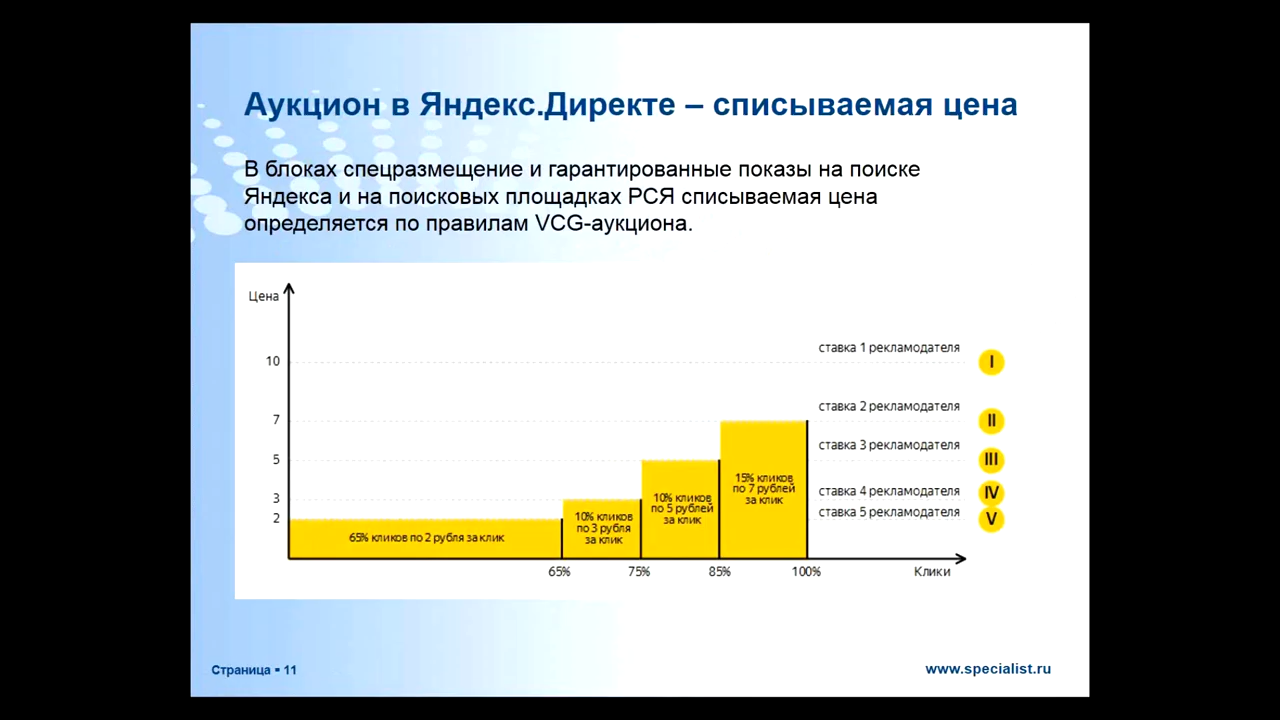 Аукцион в Яндекс.Директе – списываемая цена
В блоках спецразмещение и гарантированные показы на поиске
Яндекса и на поисковых площадках РСЯ списываемая цена
определяется по правилам VCG-аукциона.
Цена
10
7
5
3
2
ставка 1 рекламодателя
I
ставка 2 рекламодателя
II
ставка 3 рекламодателя
III
ставка 4 рекламодателя
IV
ставка 5 рекламодателя
V
65% кликов по 2 рубля за клик
10% кликов
по 3 рубля
за клик
10% кликов
по 5 рублей
за клик
15% кликов
по 7 рублей
за клик
65%
75%
85%
100%
Клики
Страница ▪ 11
www.specialist.ru